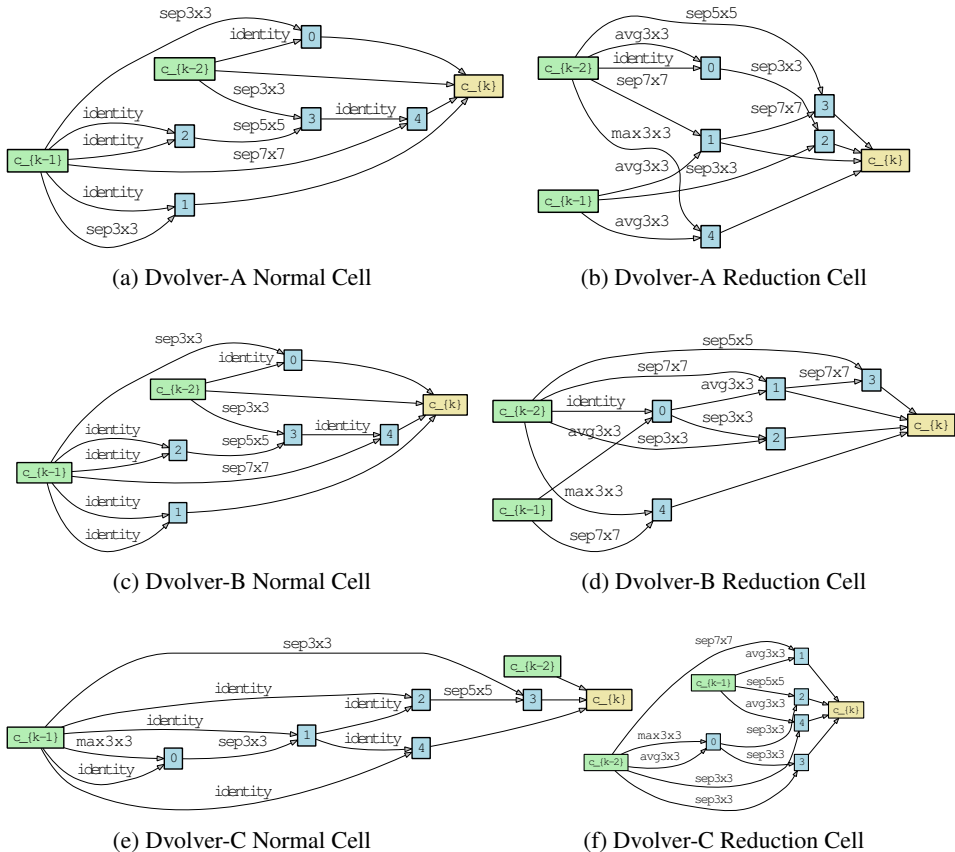 sep3x3
identity
0
c_{k-2}
c_{k}
sep3x3
identity
identity
3
4
2
sep5x5
identity
sep7x7
c_{k-1}
identity
1
sep3x3
(a) Dvolver-A Normal Cell
sep5x5
avg3x3
c_{k-2}
identity
0
sep3x3
sep7x7
3
sep7x7
max3x3
1
2
c_{k}
avg3x3
sep3x3
c_{k-1}
avg3x3
4
(b) Dvolver-A Reduction Cell
sep3x3
identity
0
c_{k-2}
c_{k}
sep3x3
identity
identity
3
4
2
sep5x5
identity
sep7x7
c_{k-1}
identity
1
identity
(c) Dvolver-B Normal Cell
sep5x5
sep7x7
avg3x3
sep7x7
3
1
c_{k-2}
identity
0
sep3x3
c_{k}
avg3x3
sep3x3
2
max3x3
c_{k-1}
4
sep7x7
(d) Dvolver-B Reduction Cell
sep3x3
c_{k-2}
identity
2
sep5x5
3
c_{k}
identity
identity
c_{k-1}
1
max3x3
sep3x3
identity
4
0
identity
identity
(e) Dvolver-C Normal Cell
sep7x7
avg3x3
1
c_{k-1}
sep5x5
2
c_{k}
avg3x3
4
max3x3
0
sep3x3
c_{k-2}
avg3x3
sep3x3
3
sep3x3
sep3x3
(f) Dvolver-C Reduction Cell